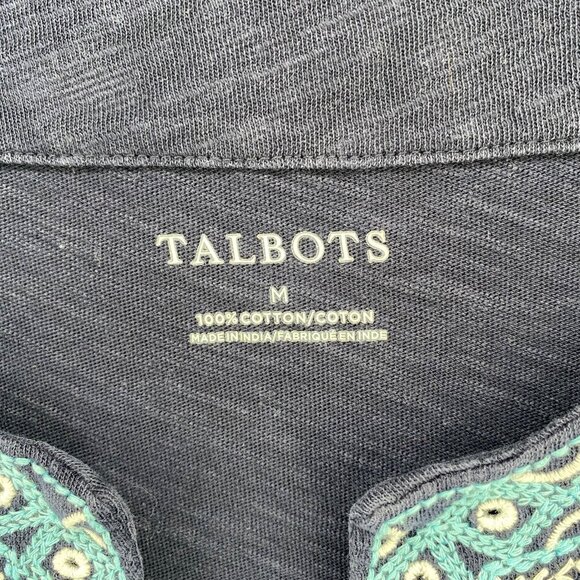 TALBOTS
M
100% COTTON/COTON
MADE IN INDIA/FABRIQUÉ EN INDE